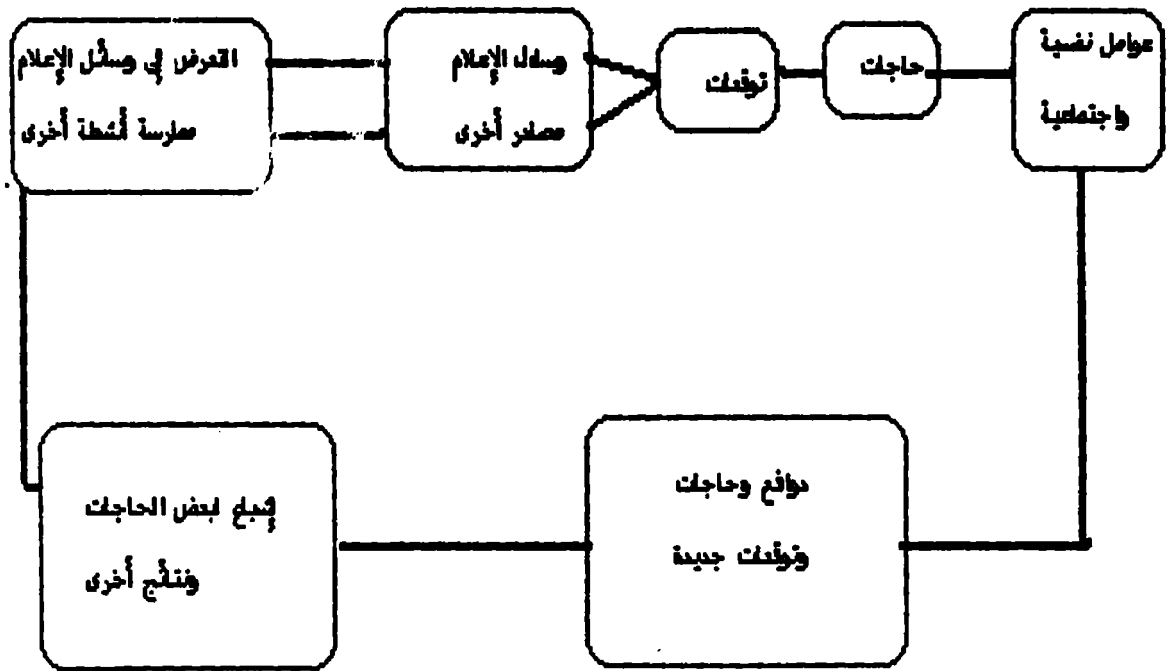 عوامل نفسية
واجتماعية
حاجات
توقعات
وسائل الإعلام
مصادر أخرى
التعرض إلى وسائل الإعلام
ممارسة أنشطة أخرى
إشباع لبعض الحاجات
ونتائج أخرى
دوافع وحاجات
وتوقعات جديدة